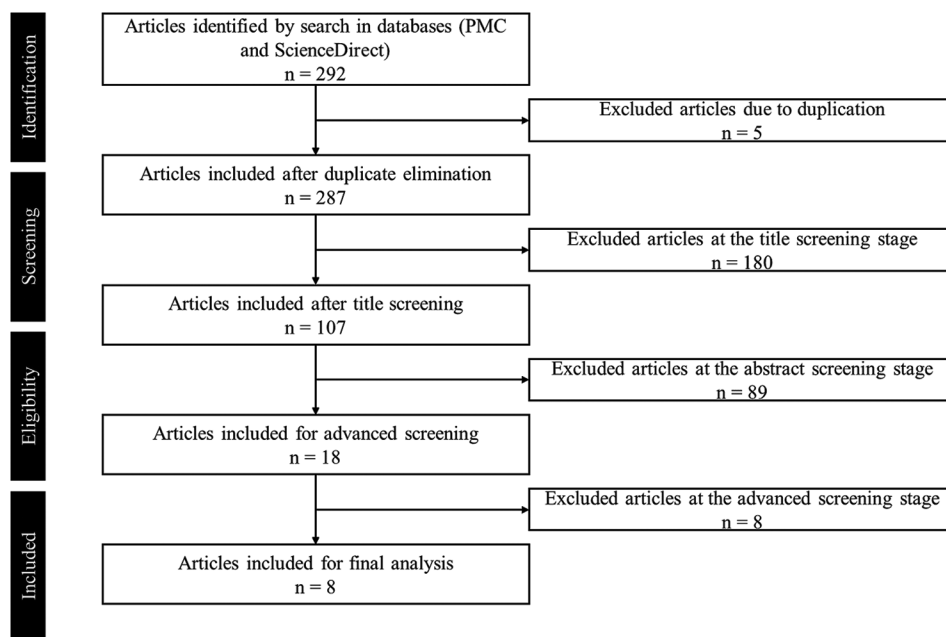 Identification
Articles identified by search in databases (PMC
and ScienceDirect)
n = 292
Excluded articles due to duplication
n = 5
Screening
Articles included after duplicate elimination
n = 287
Excluded articles at the title screening stage
n = 180
Articles included after title screening
n = 107
Eligibility
Excluded articles at the abstract screening stage
n = 89
Articles included for advanced screening
n = 18
Included
Excluded articles at the advanced screening stage
n = 8
Articles included for final analysis
n = 8